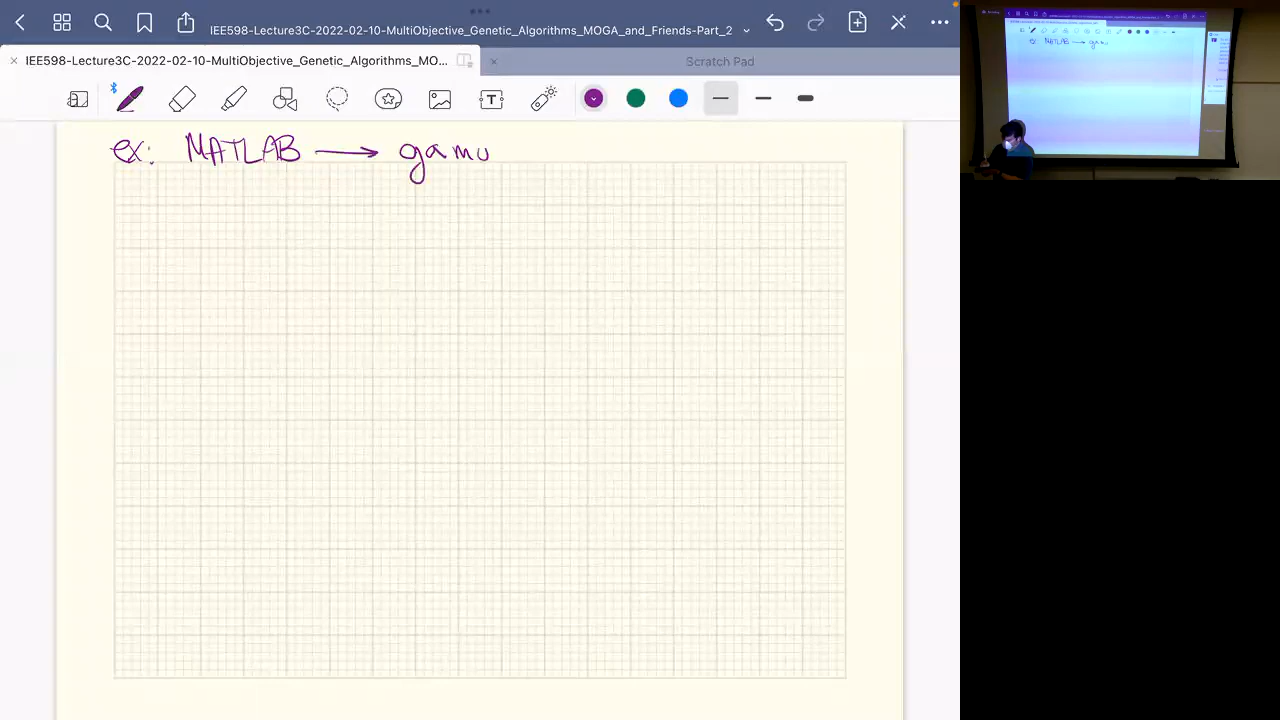 IEE598-Lecture3C-2022-02-10-MultiObjective_Genetic_Algorithms_MOGA_and_Friends-Part_2
IEE598-Lecture3C-2022-02-10-MultiObjective_Genetic_Algorithms_MO...
Scratch Pad
T
ex: MATLAB → gamu